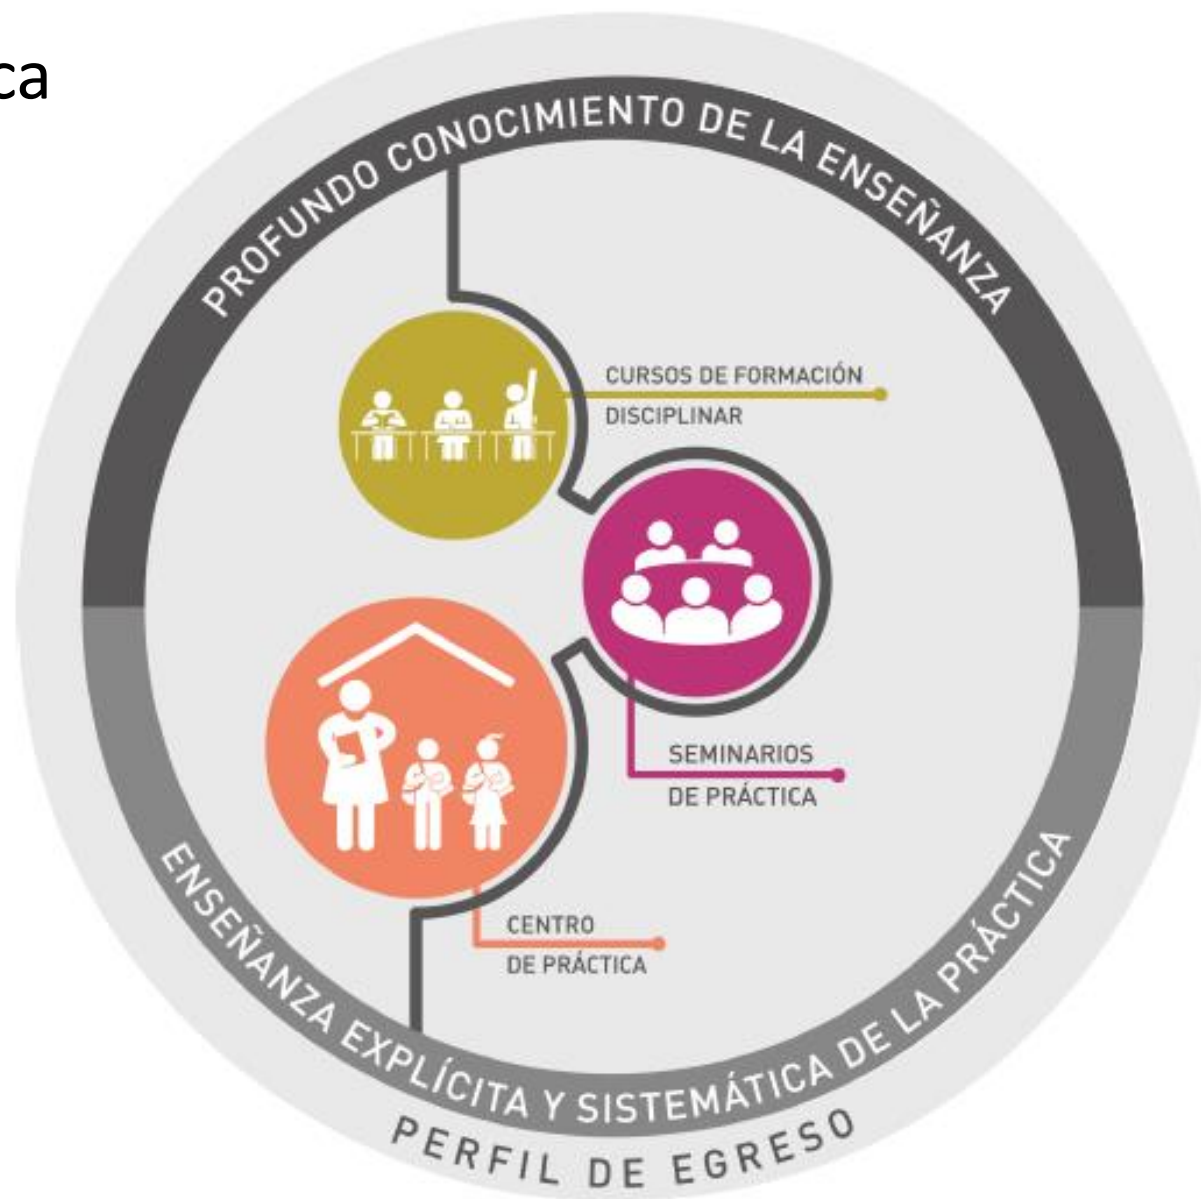 ca
PROFUNDO CONOCIMIENTO DE LA ENSEÑANZA
CURSOS DE FORMACIÓN
DISCIPLINAR
SEMINARIOS
DE PRÁCTICA
CENTRO
DE PRÁCTICA
ENSEÑANZA EXPLÍCITA Y SISTEMÁTICA DE LA PRÁCTICA
PERFIL DE EGRESO